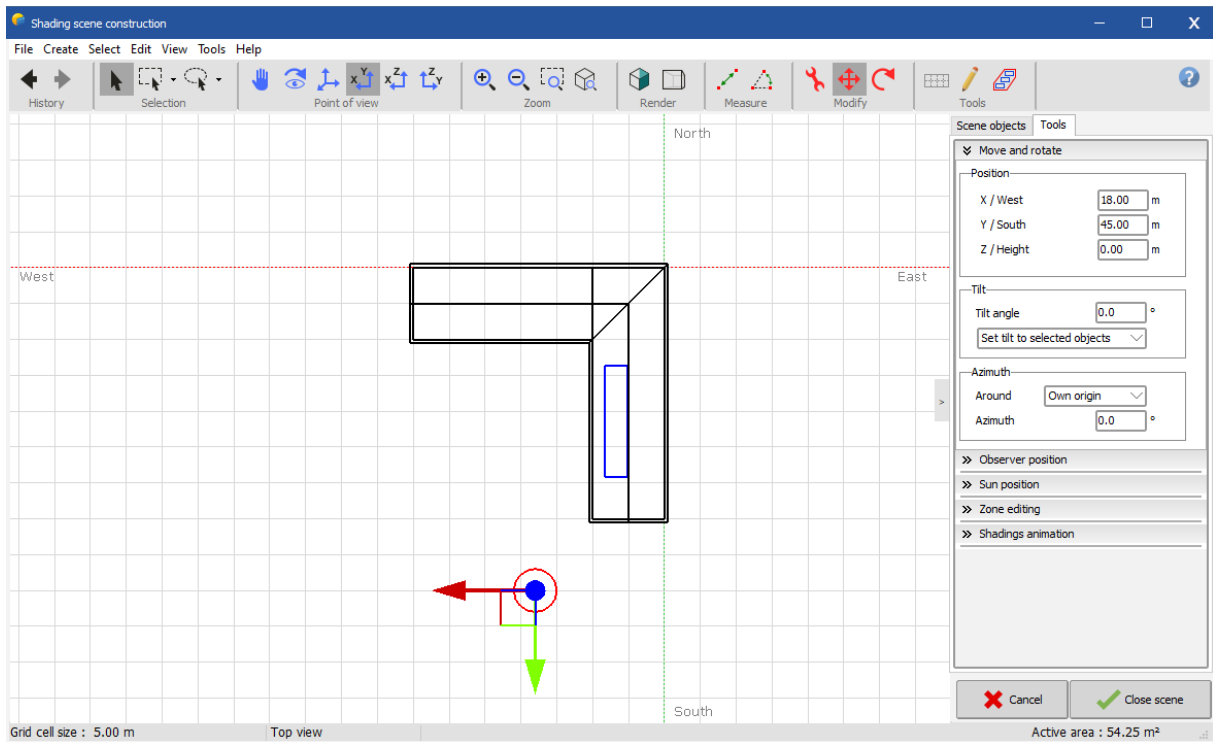 Shading scene construction
File Create Select Edit View Tools Help
History Selection Point of view Zoom Render Measure Modify Tools
North
West
East
South
Scene objects Tools
Move and rotate
Position
X / West 18.00 m
Y / South 45.00 m
Z / Height 0.00 m
Tilt
Tilt angle 0.0 °
Set tilt to selected objects
Azimuth
Around Own origin
Azimuth 0.0 °
Observer position
Sun position
Zone editing
Shadings animation
Cancel Close scene
Grid cell size : 5.00 m Top view Active area : 54.25 m²